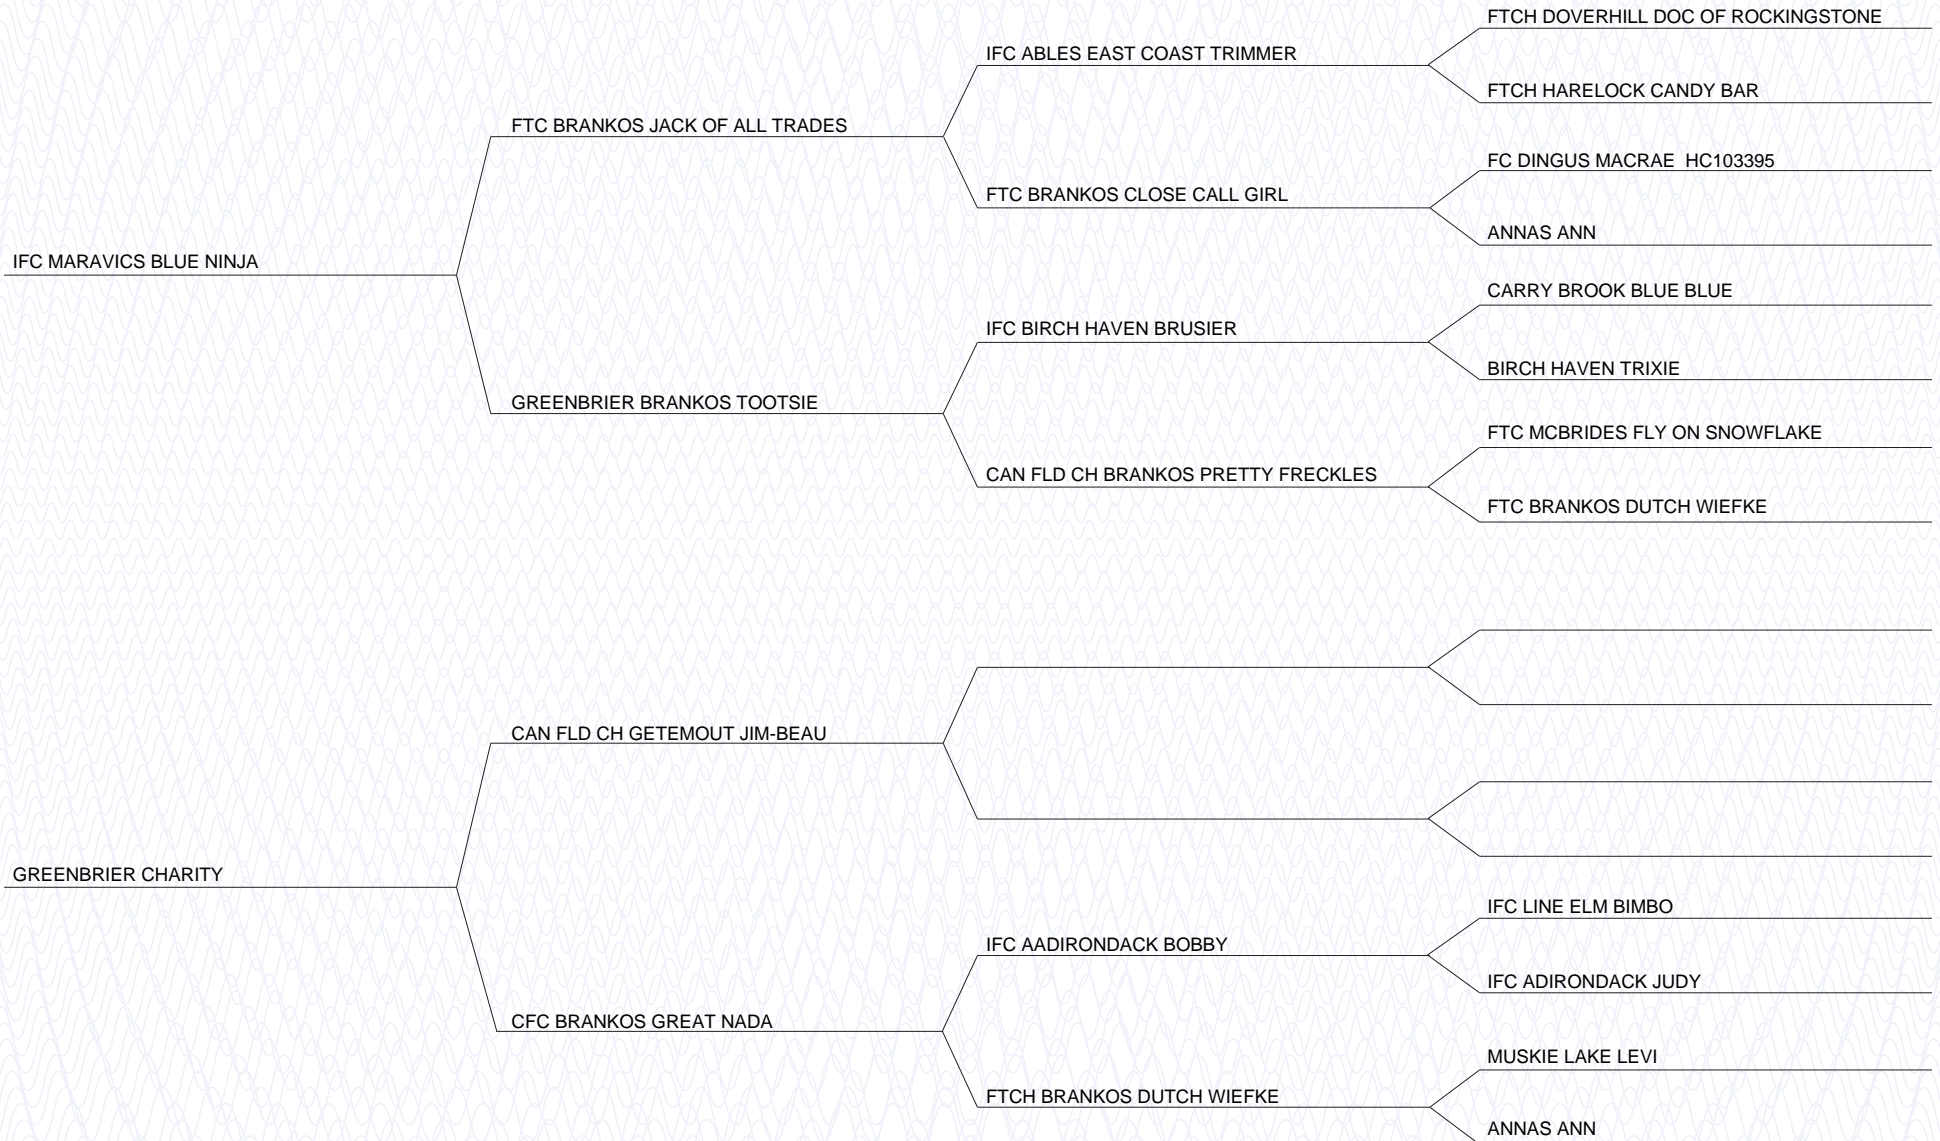 FTCH DOVERHILL DOC OF ROCKINGSTONE
IFC ABLES EAST COAST TRIMMER
FTCH HARELOCK CANDY BAR
FTC BRANKOS JACK OF ALL TRADES
FC DINGUS MACRAE  HC103395
FTC BRANKOS CLOSE CALL GIRL
ANNAS ANN
IFC MARAVICS BLUE NINJA
CARRY BROOK BLUE BLUE
IFC BIRCH HAVEN BRUSIER
BIRCH HAVEN TRIXIE
GREENBRIER BRANKOS TOOTSIE
FTC MCBRIDES FLY ON SNOWFLAKE
CAN FLD CH BRANKOS PRETTY FRECKLES
FTC BRANKOS DUTCH WIEFKE
CAN FLD CH GETEMOUT JIM-BEAU
GREENBRIER CHARITY
IFC LINE ELM BIMBO
IFC AADIRONDACK BOBBY
IFC ADIRONDACK JUDY
CFC BRANKOS GREAT NADA
MUSKIE LAKE LEVI
FTCH BRANKOS DUTCH WIEFKE
ANNAS ANN